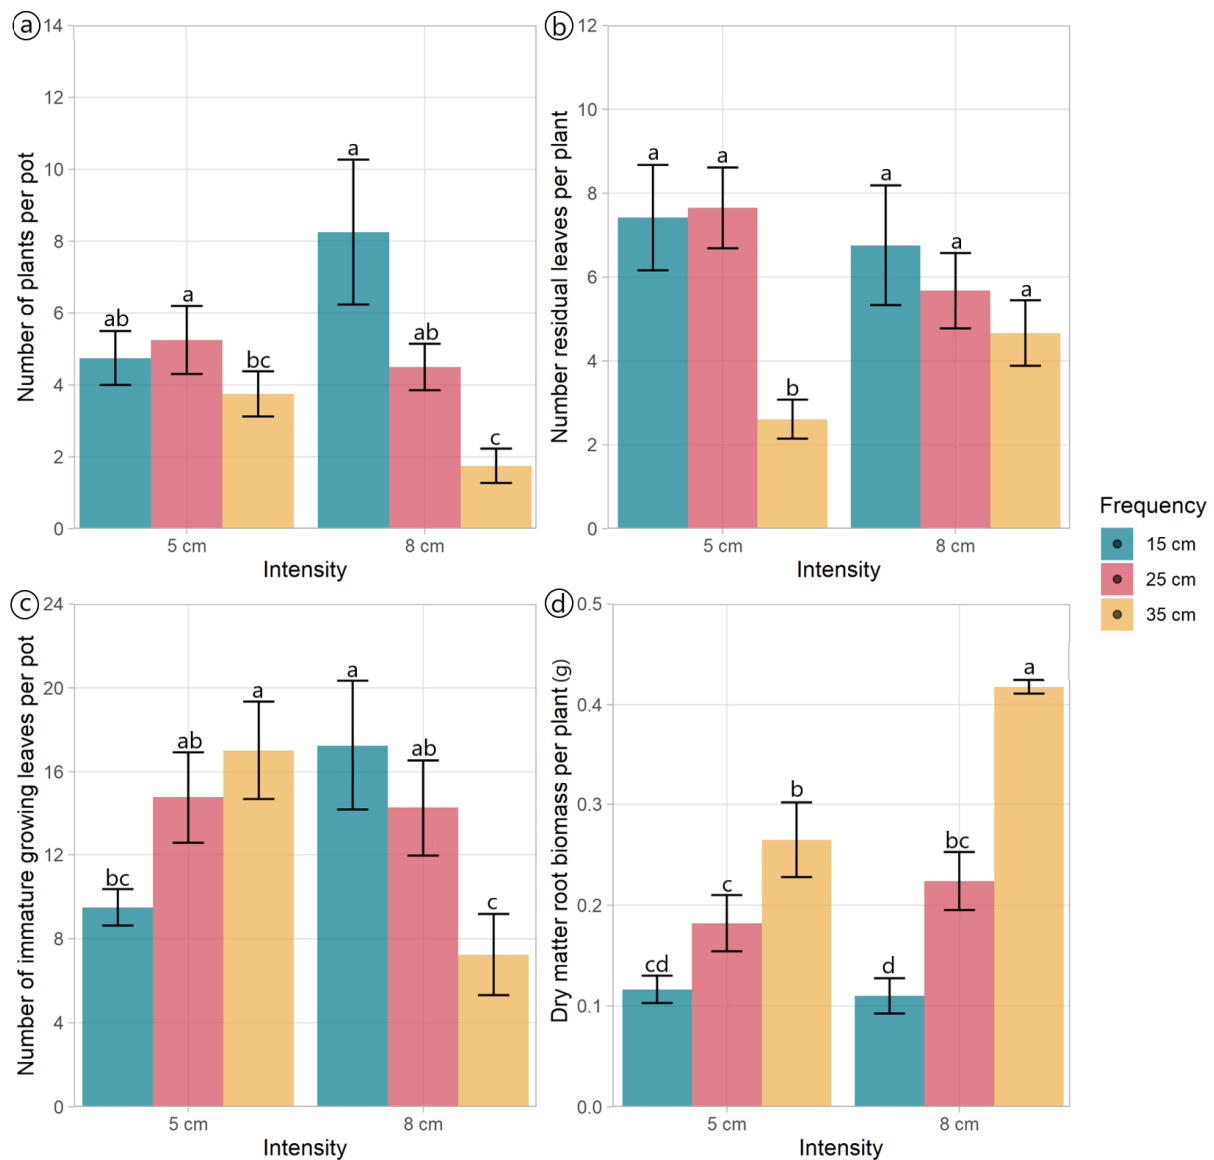 a
14
12
10
8
6
4
2
0
Number of plants per pot
ab
a
bc
a
ab
c
5 cm
8 cm
Intensity
b
12
10
8
6
4
2
0
Number residual leaves per plant
a
a
b
a
a
a
5 cm
8 cm
Intensity
Frequency
15 cm
25 cm
35 cm
c
24
20
16
12
8
4
0
Number of immature growing leaves per pot
bc
ab
a
a
ab
c
5 cm
8 cm
Intensity
d
0.5
0.4
0.3
0.2
0.1
0.0
Dry matter root biomass per plant (g)
cd
c
b
d
bc
a
5 cm
8 cm
Intensity